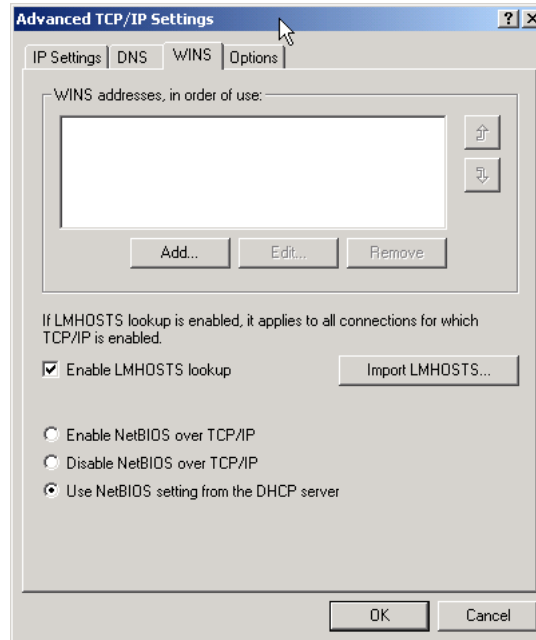 Advanced TCP/IP Settings
IP Settings DNS WINS Options
WINS addresses, in order of use:
Add... Edit... Remove
If LMHOSTS lookup is enabled, it applies to all connections for which
TCP/IP is enabled.
Enable LMHOSTS lookup Import LMHOSTS...
Enable NetBIOS over TCP/IP
Disable NetBIOS over TCP/IP
Use NetBIOS setting from the DHCP server
OK Cancel